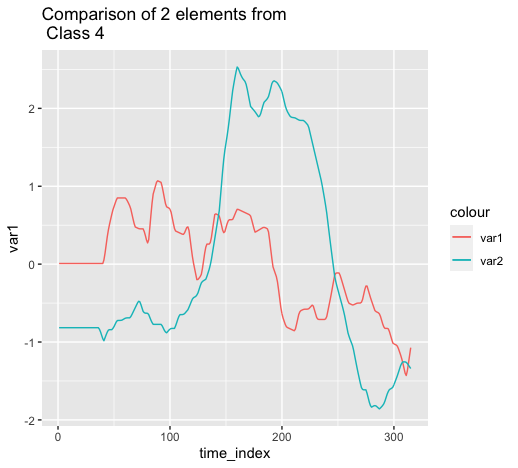 Comparison of 2 elements from
Class 4
var1
2
1
0
-1
-2
0
100
200
300
time_index
colour
var1
var2